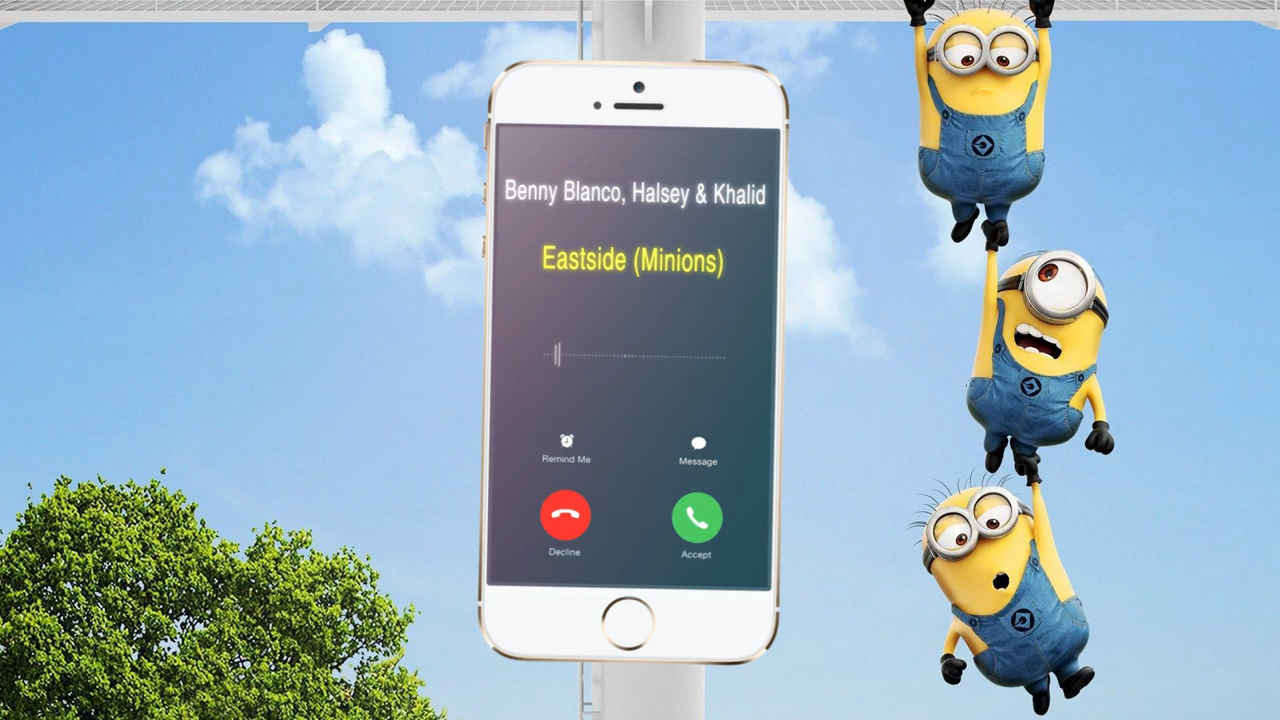 Benny Blanco, Halsey & Khalid
Eastside (Minions)
Remind Me
Message
Decline
Accept